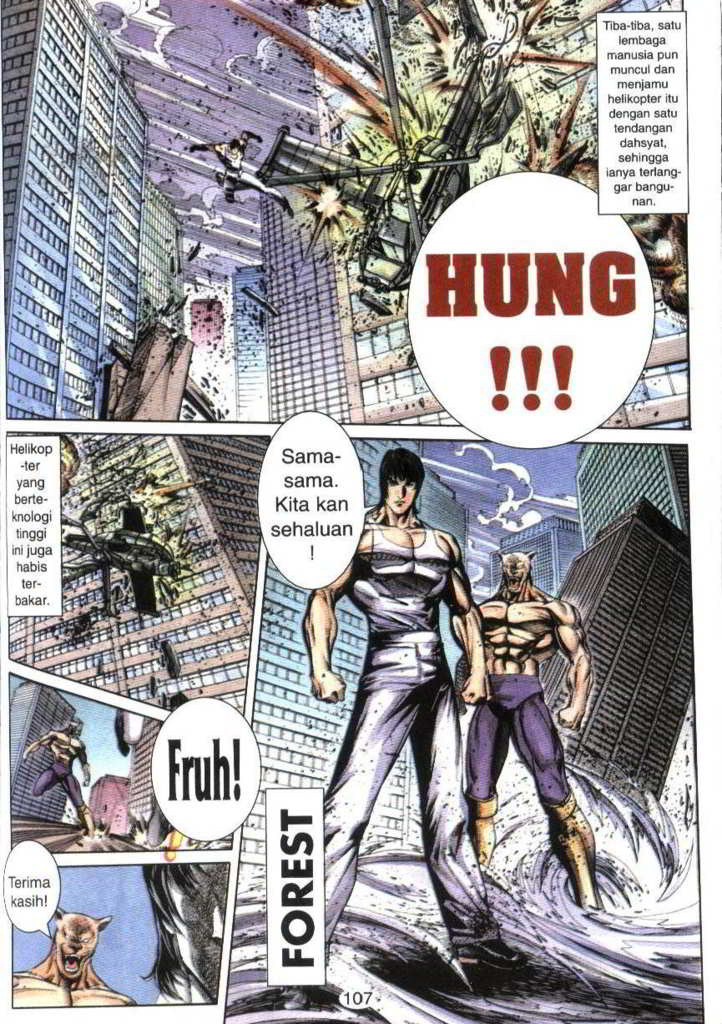 Tiba-tiba, satu
lembaga
manusia pun
muncul dan
menjamu
helikopter itu
dengan satu
tendangan
dahsyat,
sehingga
ianya terlang-
gar bangu-
nan.
HUNG
!!!
Helikop
-ter
yang
berte-
knologi
tinggi
ini juga
habis
ter-
bakar.
Sama-
sama.
Kita kan
sehaluan
!
Fruh!
Terima
kasih!
FOREST
107